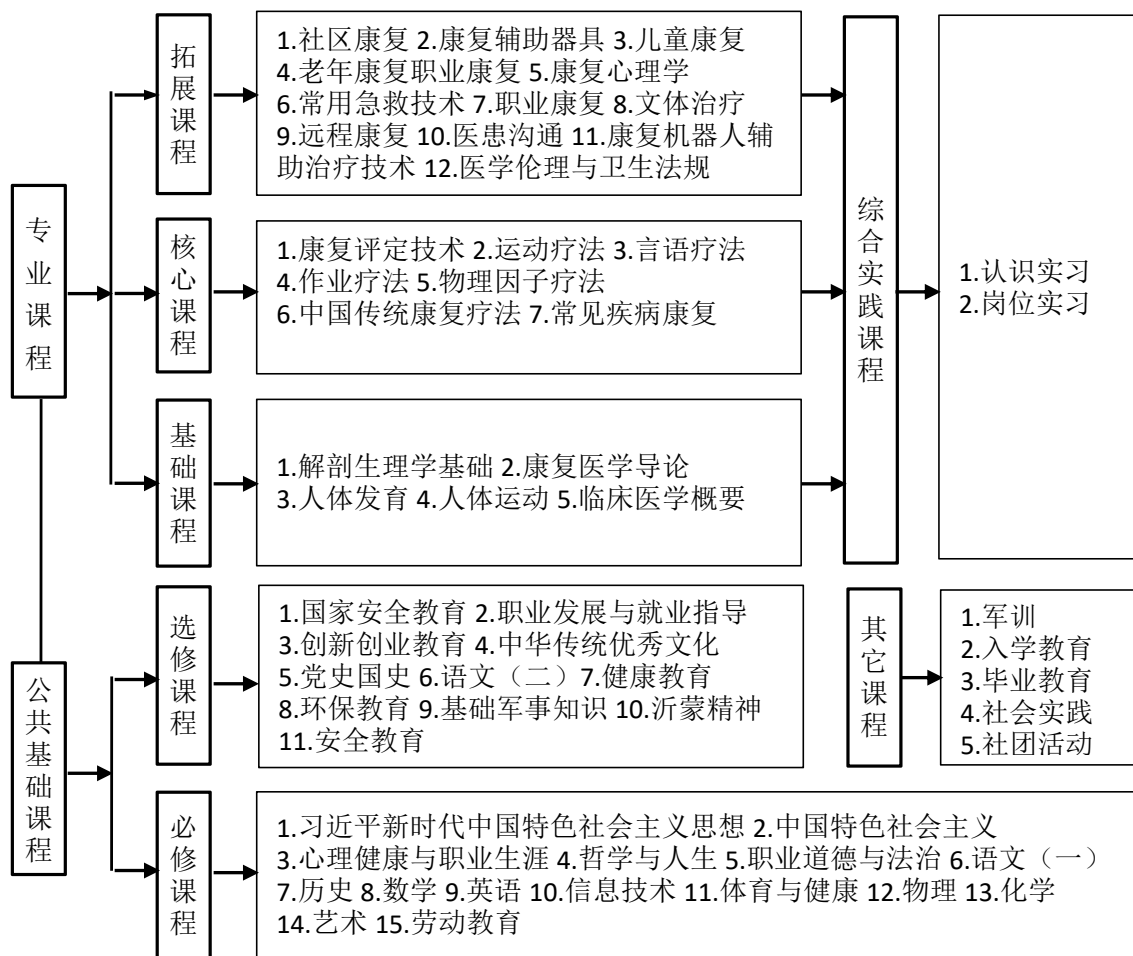 专业课程
拓展课程
1.社区康复 2.康复辅助器具 3.儿童康复
4.老年康复职业康复 5.康复心理学
6.常用急救技术 7.职业康复 8.文体治疗
9.远程康复 10.医患沟通 11.康复机器人辅
助治疗技术 12.医学伦理与卫生法规
核心课程
1.康复评定技术 2.运动疗法 3.言语疗法
4.作业疗法 5.物理因子疗法
6.中国传统康复疗法 7.常见疾病康复
基础课程
1.解剖生理学基础 2.康复医学导论
3.人体发育 4.人体运动 5.临床医学概要
综合实践课程
1.认识实习
2.岗位实习
公共基础课程
选修课程
1.国家安全教育 2.职业发展与就业指导
3.创新创业教育 4.中华传统优秀文化
5.党史国史 6.语文（二）7.健康教育
8.环保教育 9.基础军事知识 10.沂蒙精神
11.安全教育
其它课程
1.军训
2.入学教育
3.毕业教育
4.社会实践
5.社团活动
必修课程
1.习近平新时代中国特色社会主义思想 2.中国特色社会主义
3.心理健康与职业生涯 4.哲学与人生 5.职业道德与法治 6.语文（一）
7.历史 8.数学 9.英语 10.信息技术 11.体育与健康 12.物理 13.化学
14.艺术 15.劳动教育